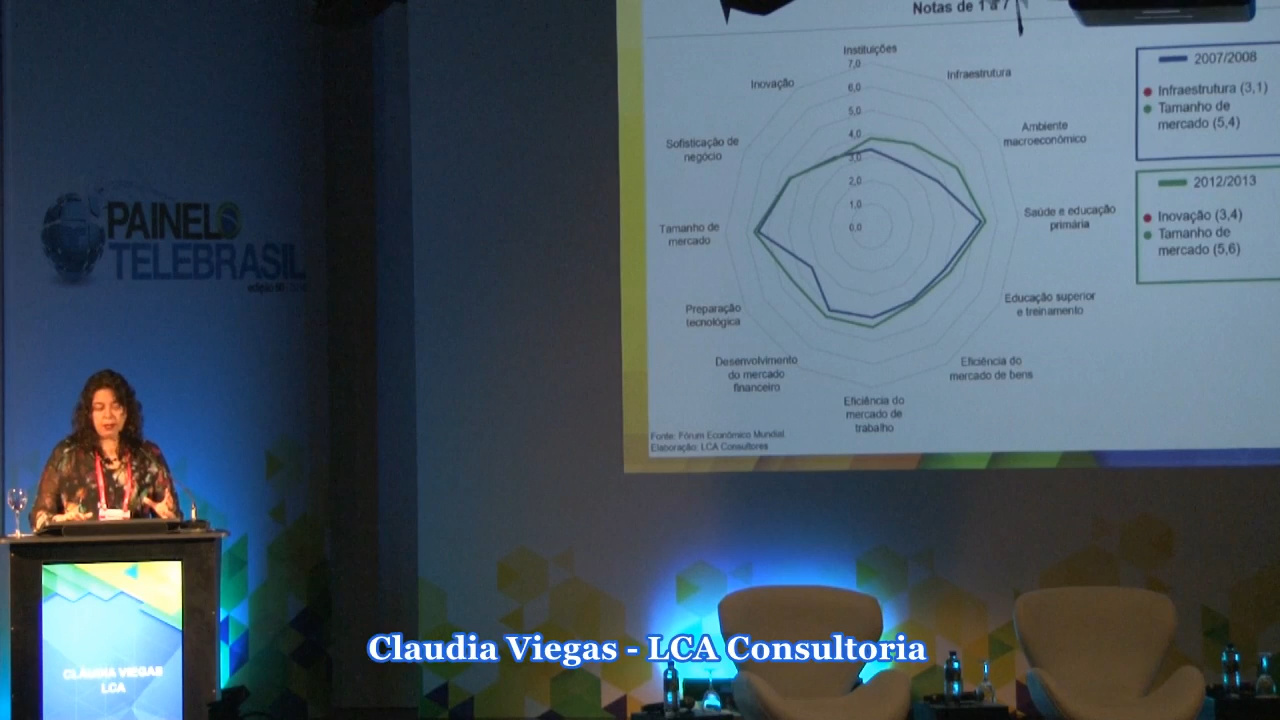 Notas de 1 a 7
Instituições
7,0
6,0
5,0
4,0
3,0
2,0
1,0
0,0
Infraestrutura
Ambiente
macroeconômico
Saúde e educação
primária
Educação superior
e treinamento
Eficiência do
mercado de bens
Eficiência do
mercado de
trabalho
Desenvolvimento
do mercado
financeiro
Preparação
tecnológica
Tamanho de
mercado
Sofisticação de
negócio
Inovação
2007/2008
Infraestrutura (3,1)
Tamanho de
mercado (5,4)
2012/2013
Inovação (3,4)
Tamanho de
mercado (5,6)
Fonte: Fórum Econômico Mundial.
Elaboração: LCA Consultores
PAINEL
TELEBRASIL
CLÁUDIA VIEGAS
LCA
Claudia Viegas - LCA Consultoria